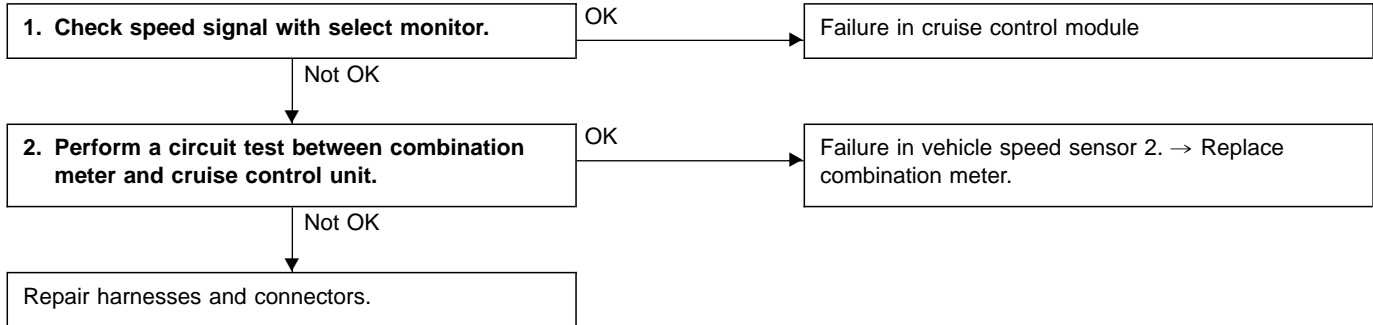 1. Check speed signal with select monitor.
OK
Failure in cruise control module
Not OK
2. Perform a circuit test between combination
meter and cruise control unit.
OK
Failure in vehicle speed sensor 2. → Replace
combination meter.
Not OK
Repair harnesses and connectors.